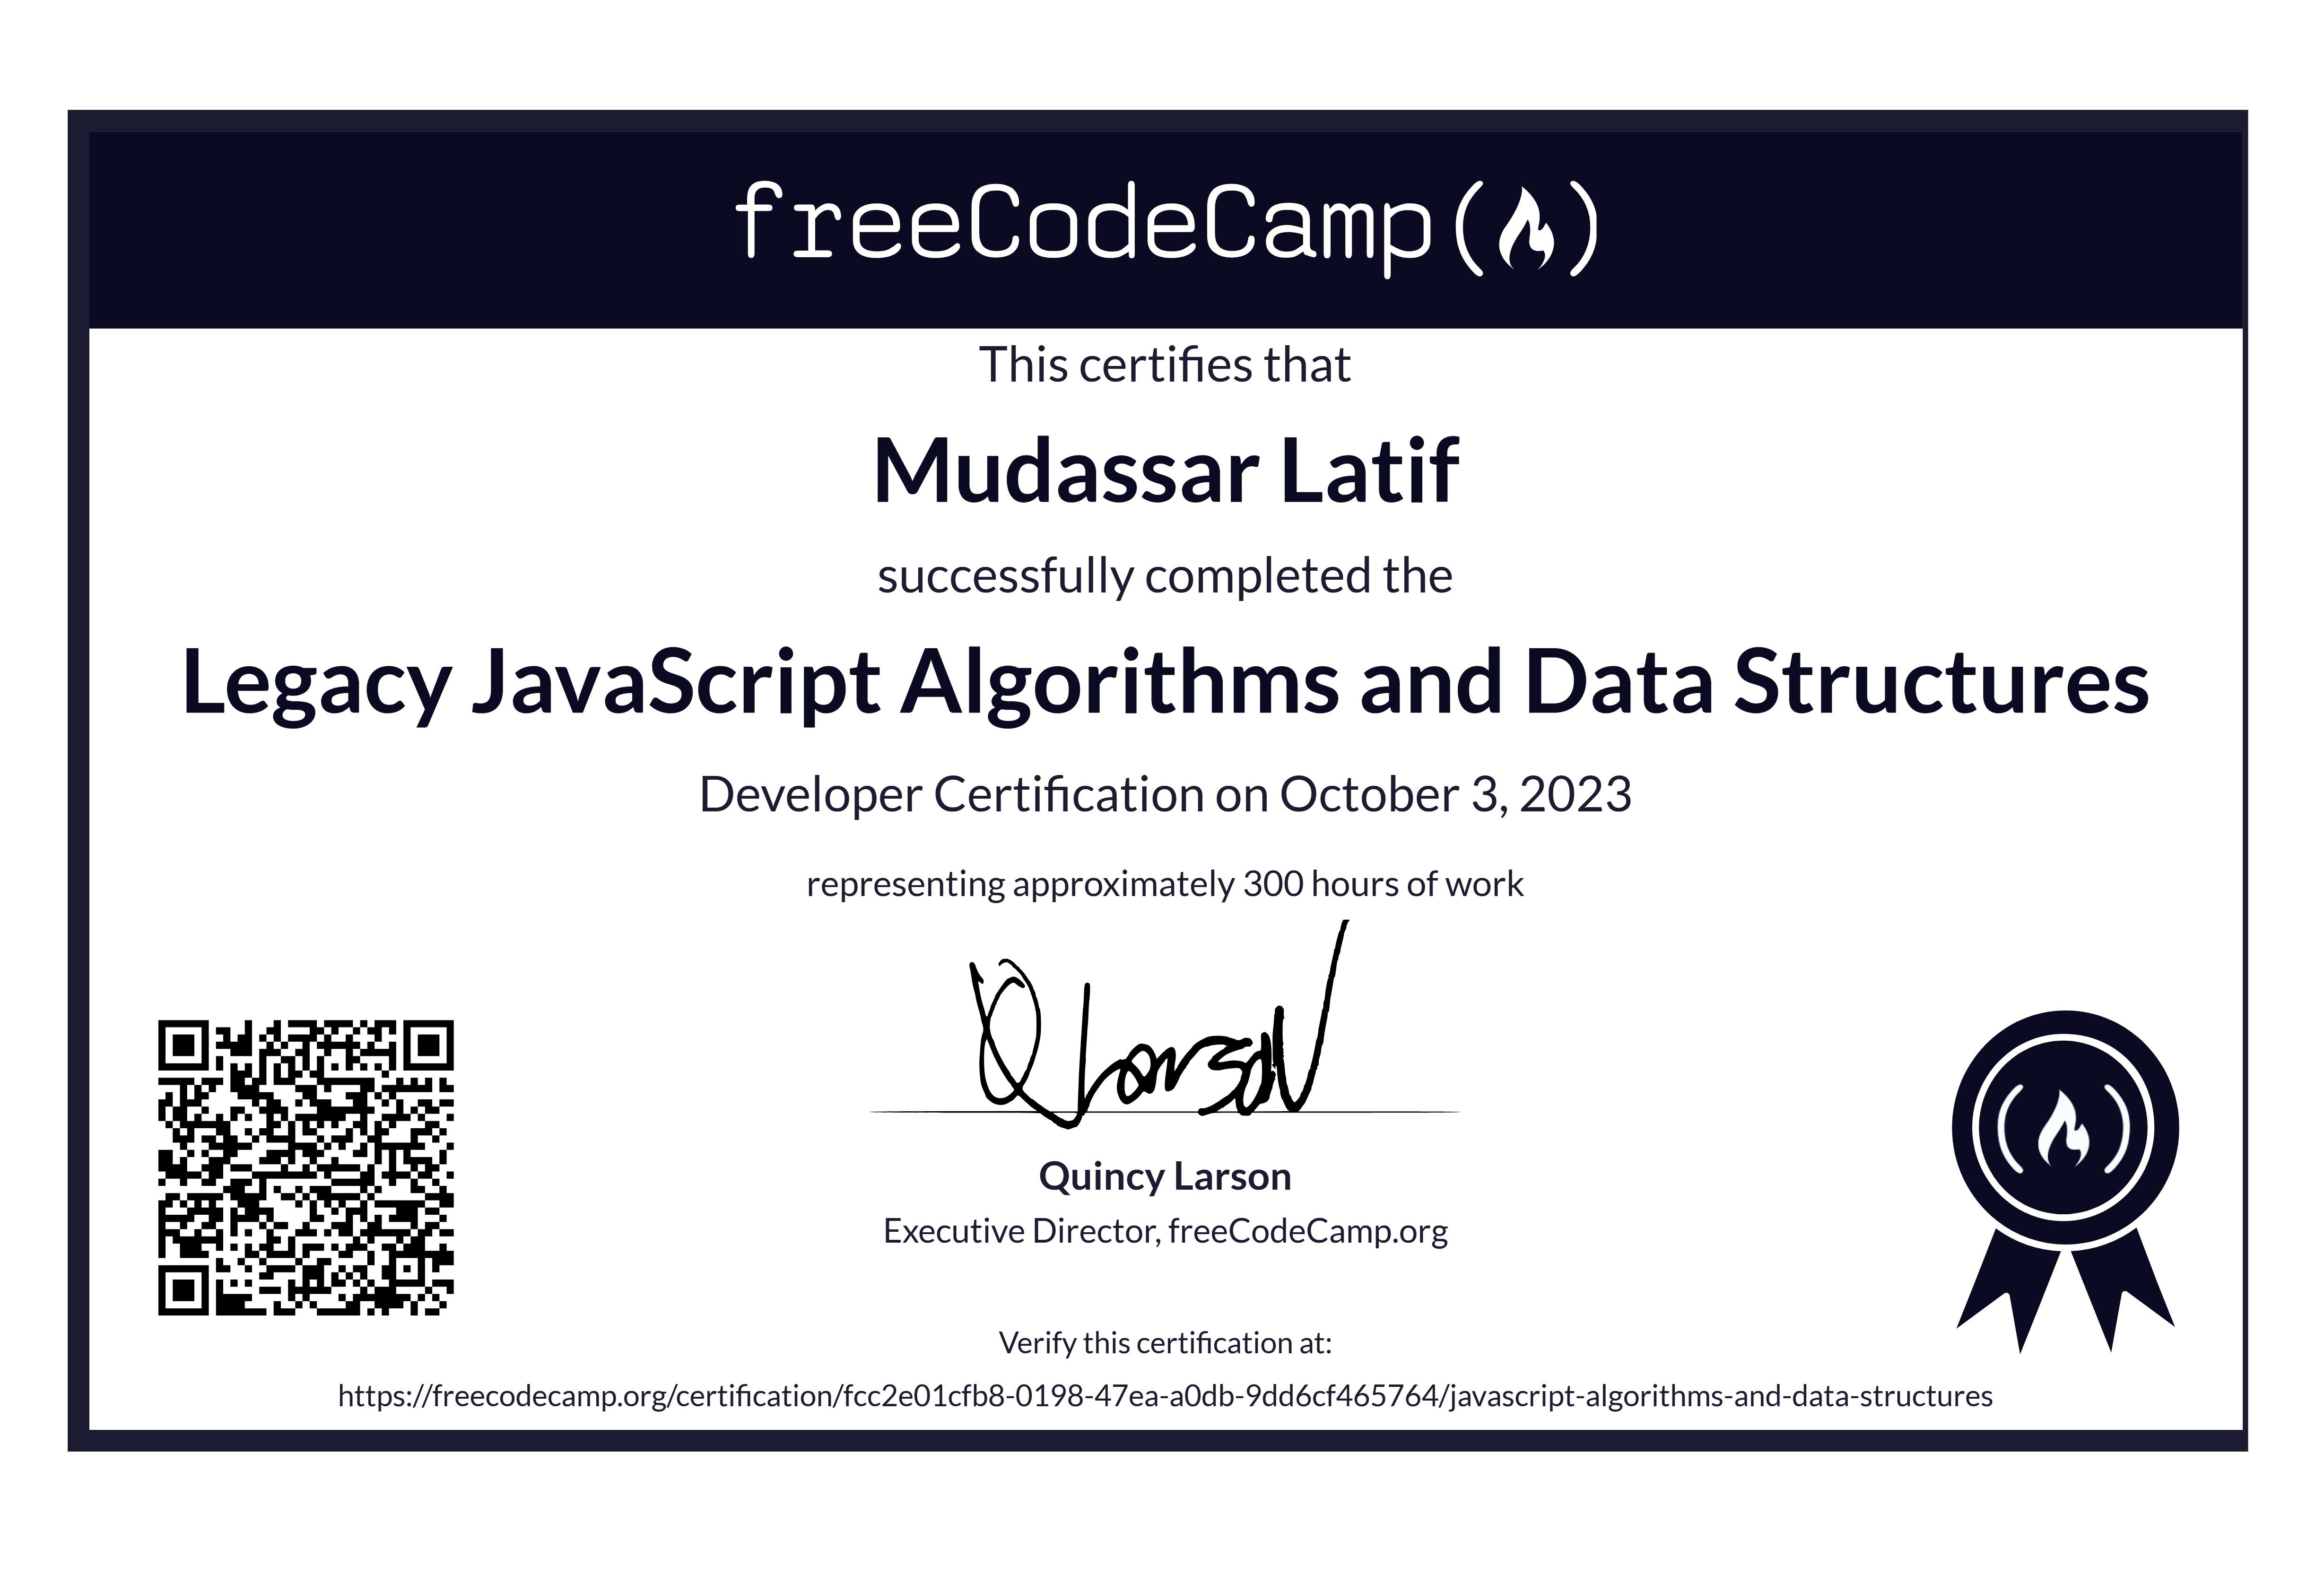 freeCodeCamp
This certifies that
Mudassar Latif
successfully completed the
Legacy JavaScript Algorithms and Data Structures
Developer Certification on October 3, 2023
representing approximately 300 hours of work
Quincy Larson
Executive Director, freeCodeCamp.org
Verify this certification at:
https://freecodecamp.org/certification/fcc2e01cfb8-0198-47ea-a0db-9dd6cf465764/javascript-algorithms-and-data-structures